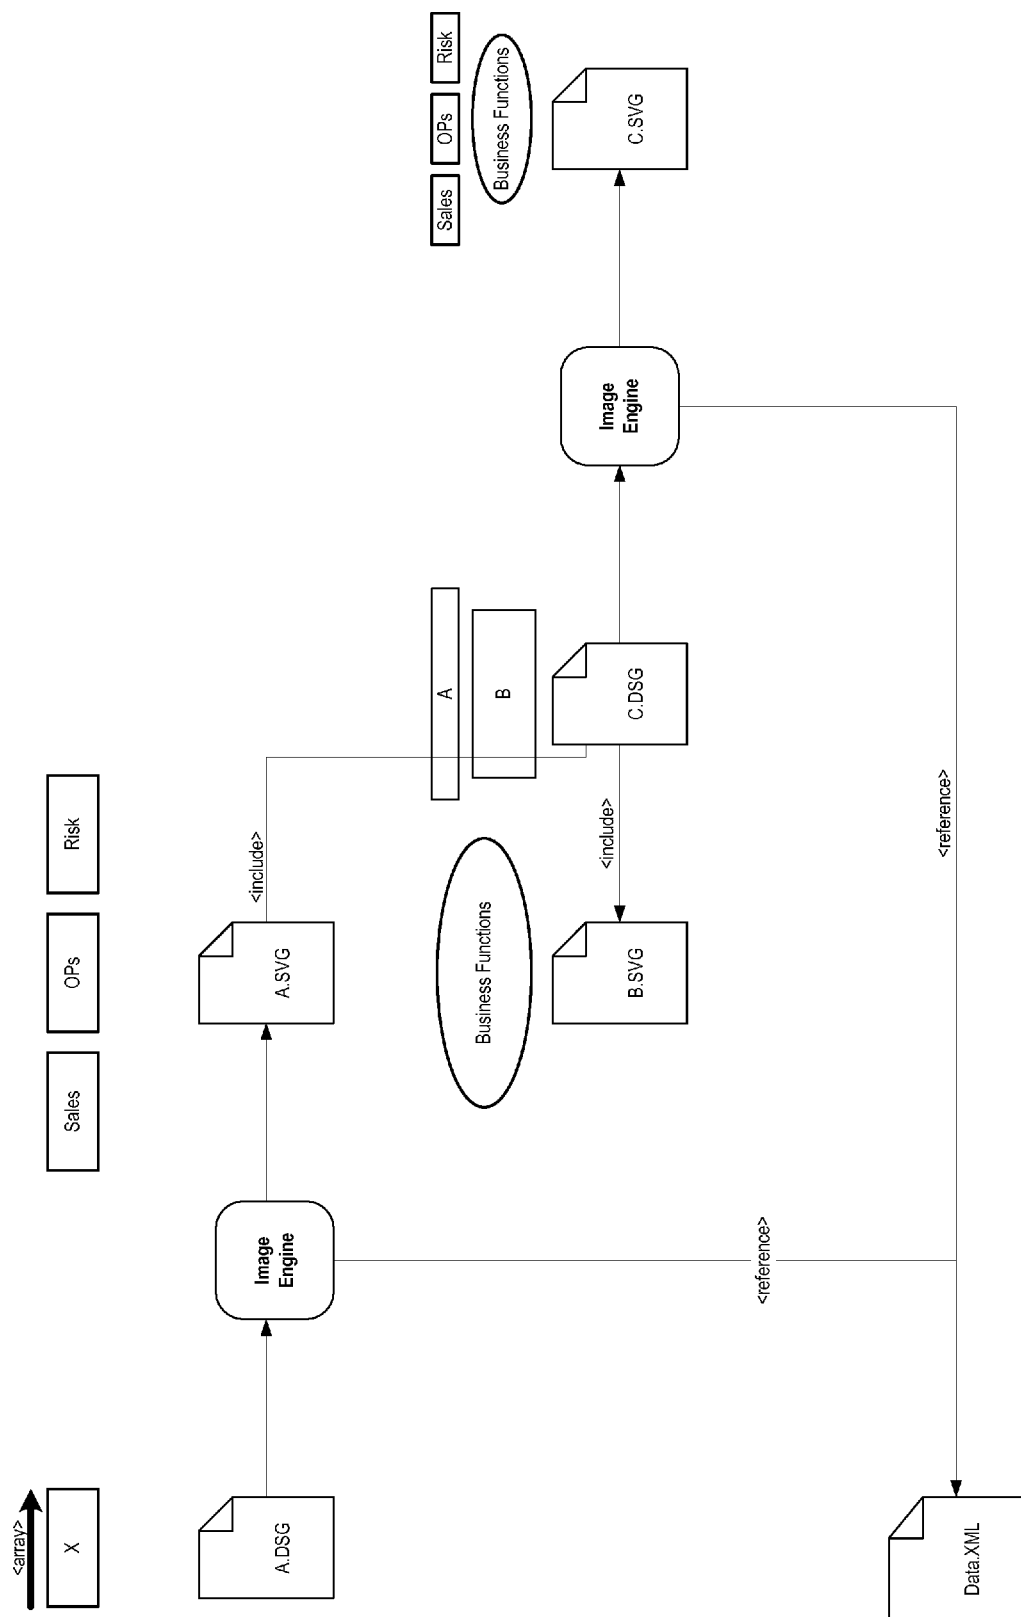 <array>
X
Sales
OPs
Risk
A.DSG
Image
Engine
A.SVG
<include>
A
Sales
OPs
Risk
Business Functions
B
Business Functions
B.SVG
<include>
C.DSG
Image
Engine
C.SVG
<reference>
<reference>
Data.XML